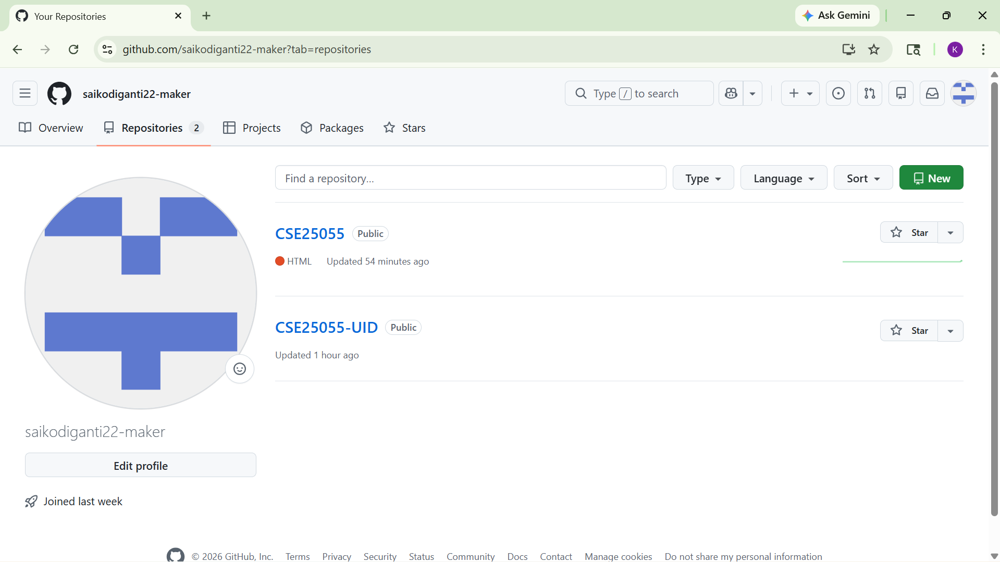 Your Repositories
Ask Gemini
github.com/saikodiganti22-maker?tab=repositories
K
saikodiganti22-maker
Type / to search
Overview
Repositories 2
Projects
Packages
Stars
Find a repository...
Type
Language
Sort
New
CSE25055 Public
Star
HTML Updated 54 minutes ago
CSE25055-UID Public
Star
Updated 1 hour ago
saikodiganti22-maker
Edit profile
Joined last week
© 2026 GitHub, Inc. Terms Privacy Security Status Community Docs Contact Manage cookies Do not share my personal information